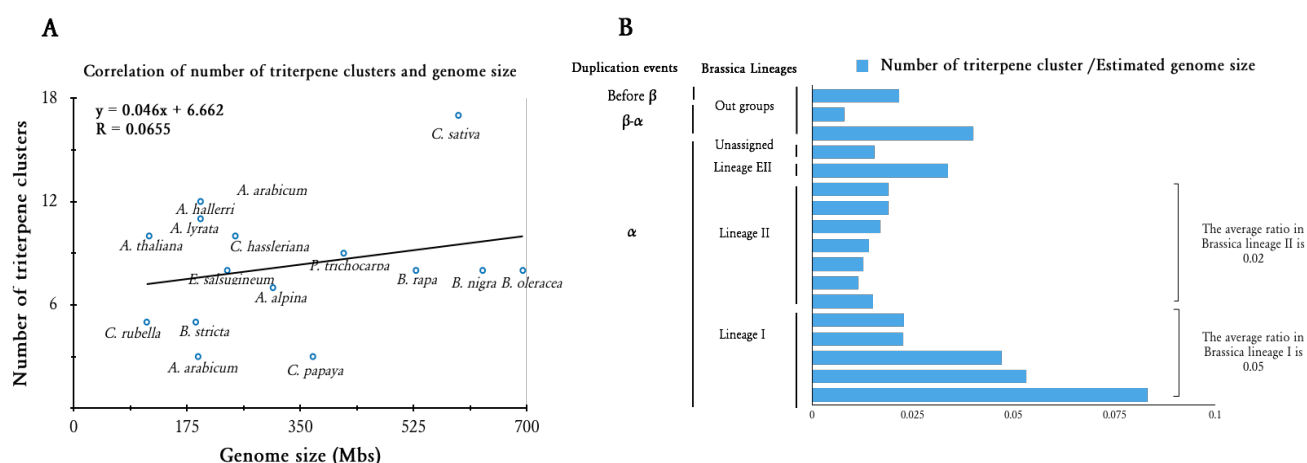 A
Correlation of number of triterpene clusters and genome size
y = 0.046x + 6.662
R = 0.0655
Number of triterpene clusters
18
12
6
C. sativa
A. arabicum
A. hallerri
A. lyrata
A. thaliana
C. hassleriana
P. trichocarpa
E. salsugineum
B. rapa
B. nigra
B. oleracea
A. alpina
C. rubella
B. stricta
A. arabicum
C. papaya
0
175
350
525
700
Genome size (Mbs)
B
Duplication events
Brassica Lineages
Number of triterpene cluster /Estimated genome size
Before β
β-α
α
Out groups
Unassigned
Lineage EII
Lineage II
Lineage I
The average ratio in
Brassica lineage II is
0.02
The average ratio in
Brassica lineage I is
0.05
0
0.025
0.05
0.075
0.1